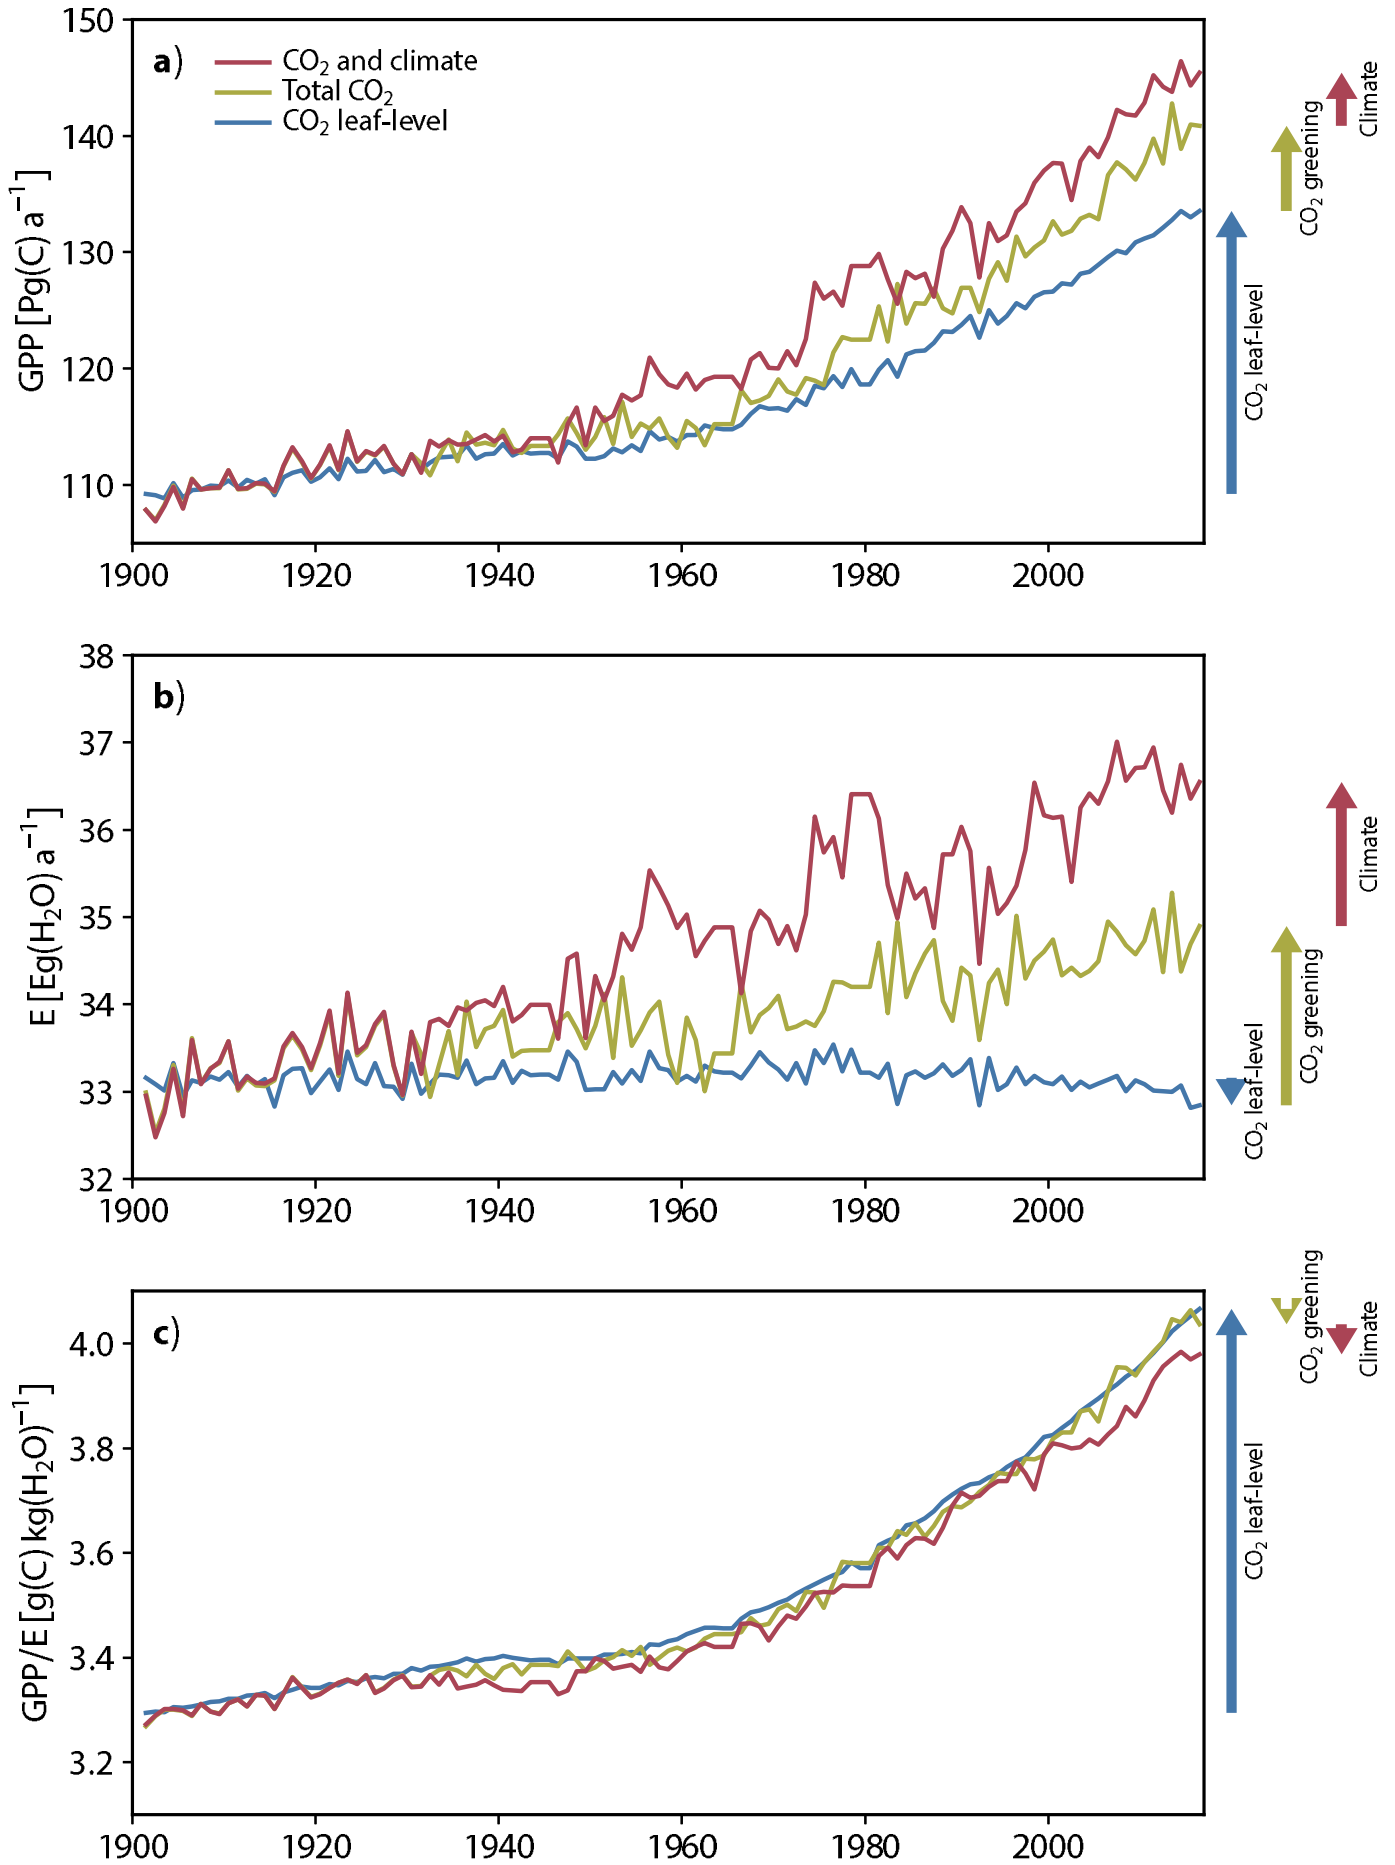 a)
CO₂ and climate
Total CO₂
CO₂ leaf-level
GPP [Pg(C) a⁻¹]
150
140
130
120
110
1900 1920 1940 1960 1980 2000
CO₂ leaf-level
CO₂ greening
Climate
b)
E [Eg(H₂O) a⁻¹]
38
37
36
35
34
33
32
1900 1920 1940 1960 1980 2000
CO₂ leaf-level
CO₂ greening
Climate
c)
GPP/E [g(C) kg(H₂O)⁻¹]
4.0
3.8
3.6
3.4
3.2
1900 1920 1940 1960 1980 2000
CO₂ leaf-level
CO₂ greening
Climate